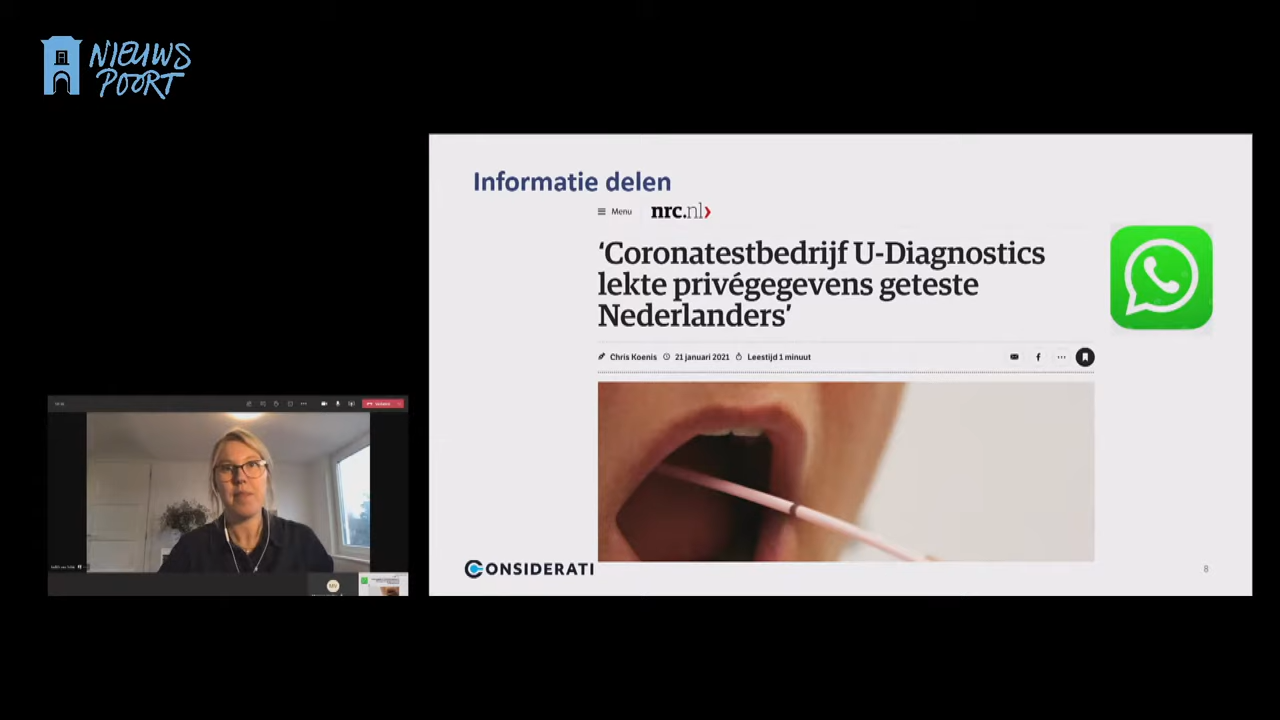 NIEUWS
POORT
Informatie delen
Menu
nrc.nl
‘Coronatestbedrijf U-Diagnostics
lekte privégegevens geteste
Nederlanders’
Chris Koenis 21 januari 2021 Leestijd 1 minuut
CONSIDERATI
8